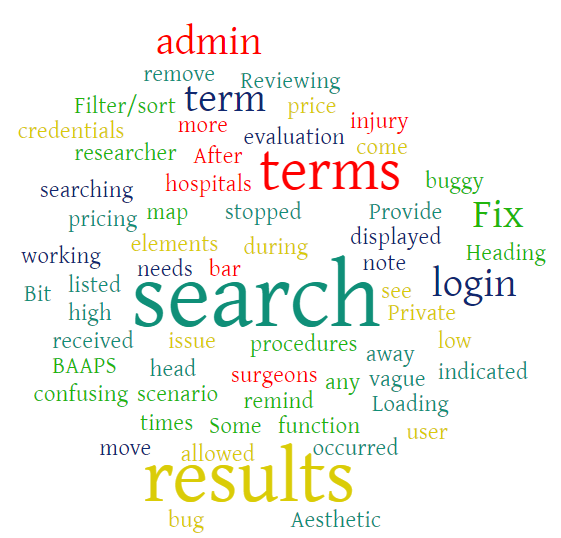 admin
remove Reviewing
Filter/sort term price
credentials more evaluation injury
researcher After come
searching hospitals terms buggy
pricing map stopped Provide Fix
working elements during displayed Heading
Bit listed needs bar search note see login
high Private
received issue procedures low
BAAPS head away indicated
confusing scenario surgeons any vague
remind Loading
times Some function user
move allowed occurred
results
bug Aesthetic